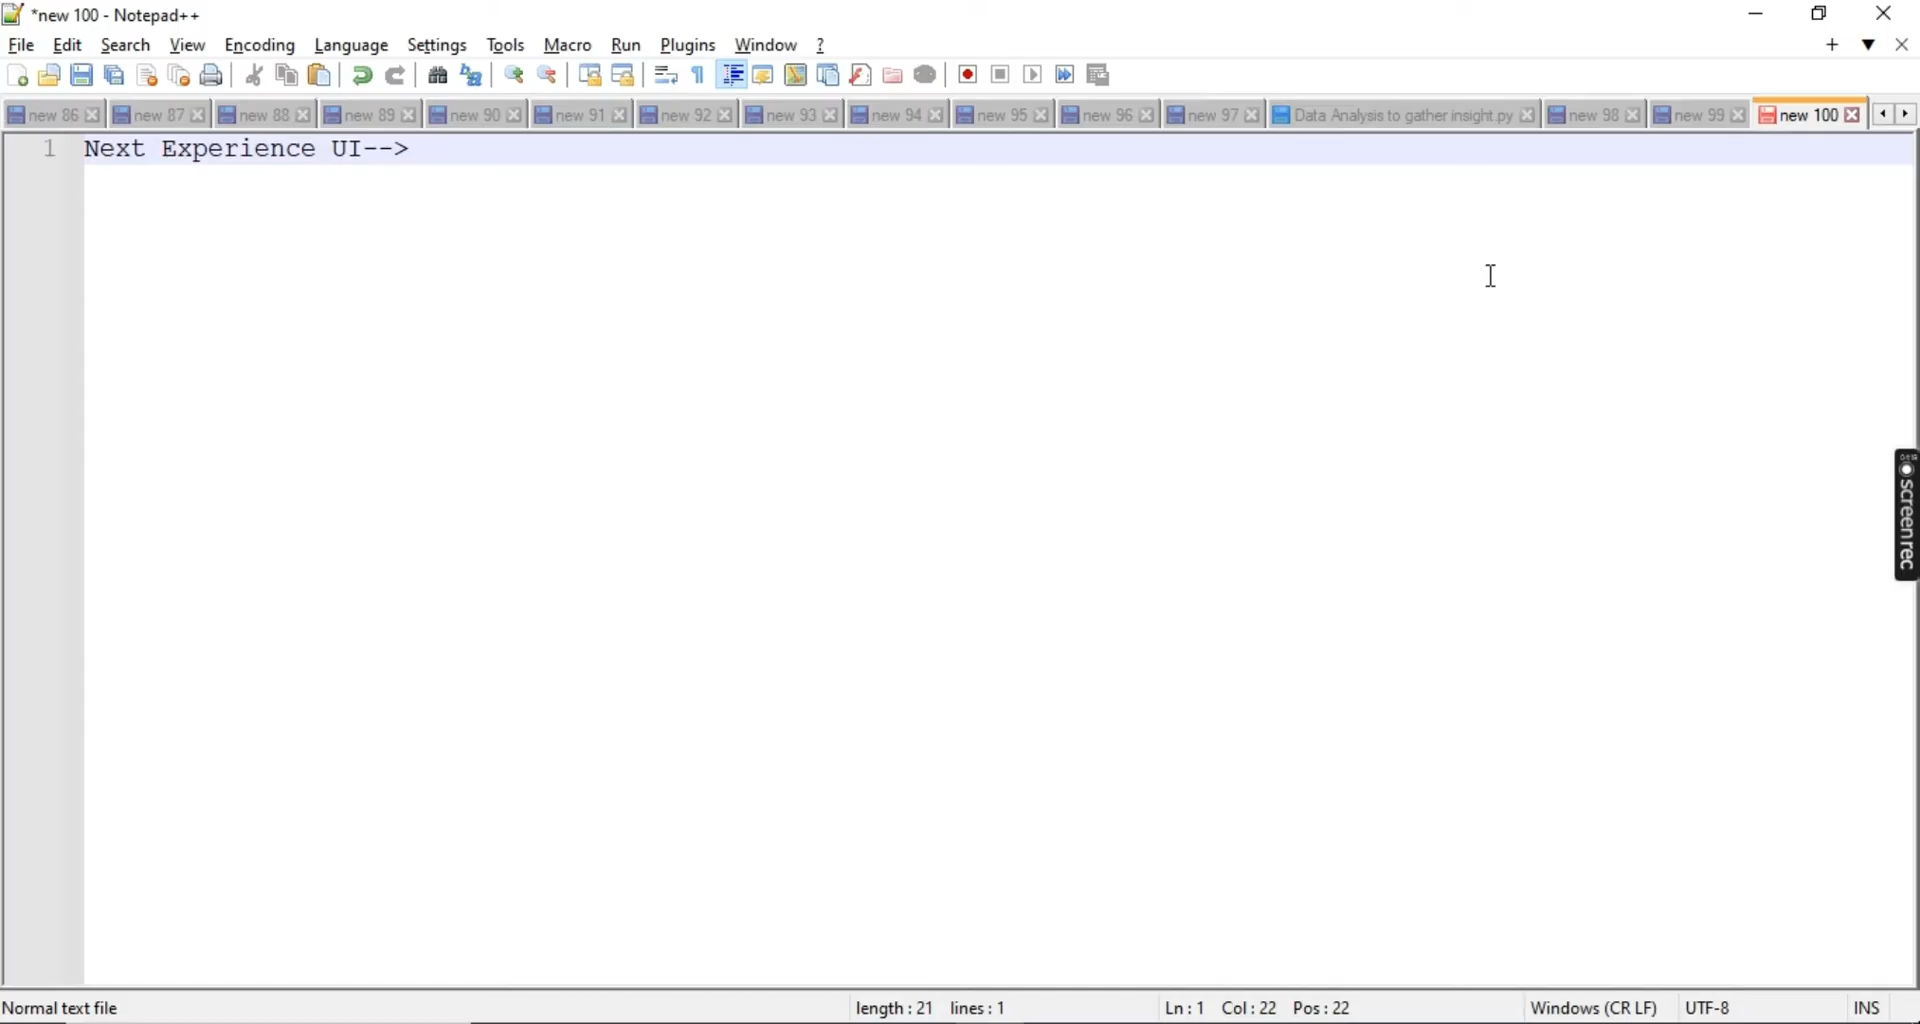 *new 100 - Notepad++
File Edit Search View Encoding Language Settings Tools Macro Run Plugins Window ?
new 86 new 87 new 88 new 89 new 90 new 91 new 92 new 93 new 94 new 95 new 96 new 97 Data Analysis to gather insight.py new 98 new 99 new 100
1 Next Experience UI-->
screenrec
Normal text file length : 21 lines : 1 Ln : 1 Col : 22 Pos : 22 Windows (CR LF) UTF-8 INS